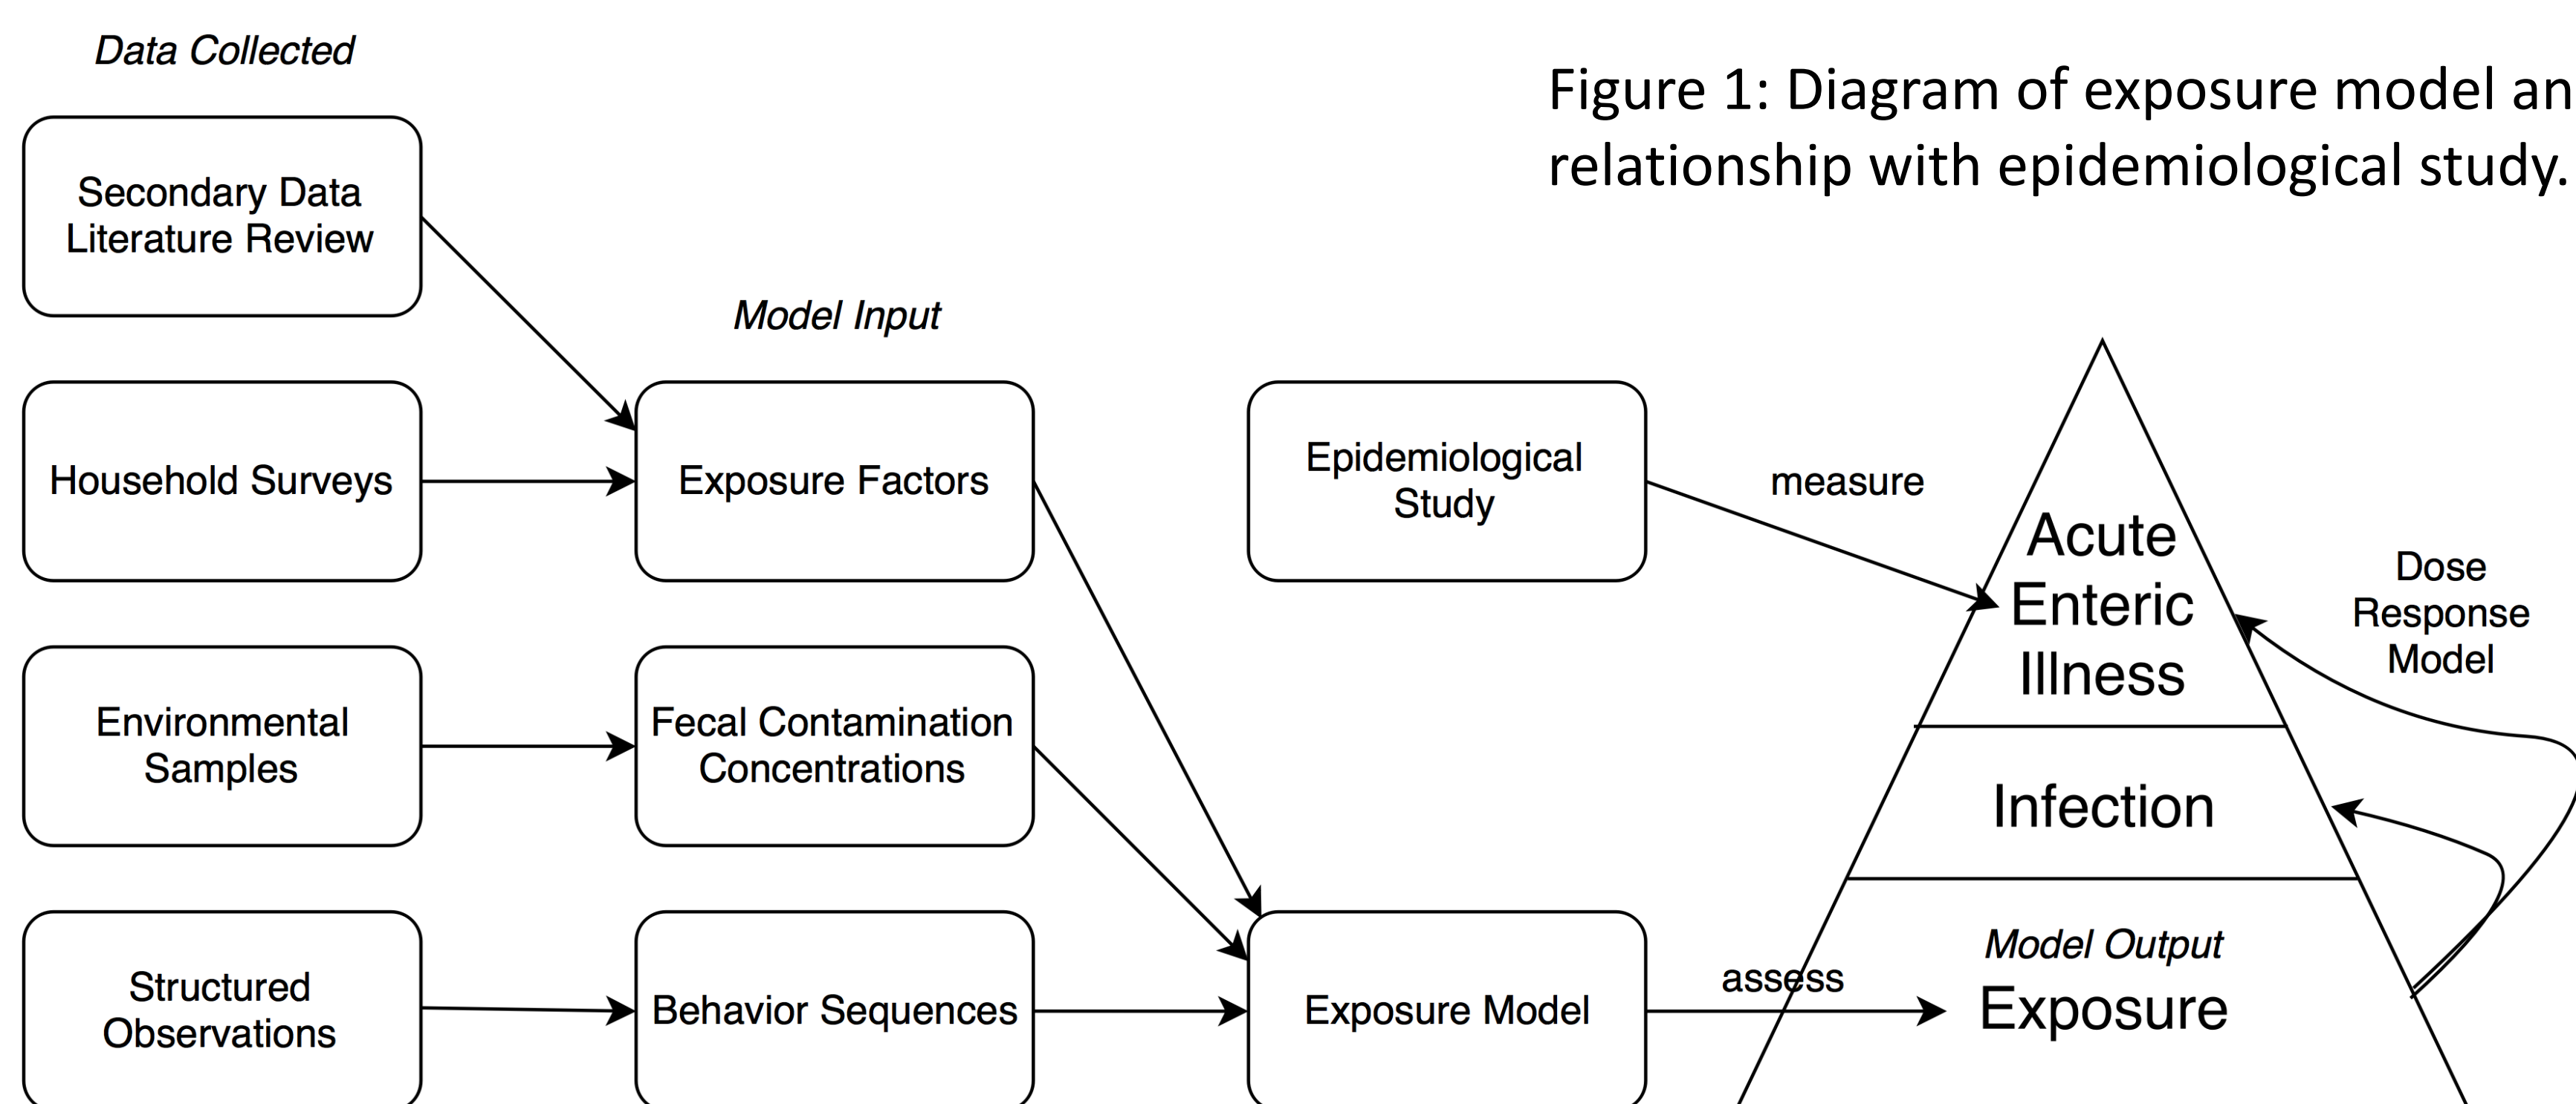 Data Collected
Figure 1: Diagram of exposure model an
relationship with epidemiological study.
Secondary Data
Literature Review
Model Input
Household Surveys
Exposure Factors
Epidemiological
Study
measure
Acute
Enteric
Illness
Dose
Response
Model
Environmental
Samples
Fecal Contamination
Concentrations
Infection
Structured
Observations
Behavior Sequences
Exposure Model
assess
Model Output
Exposure